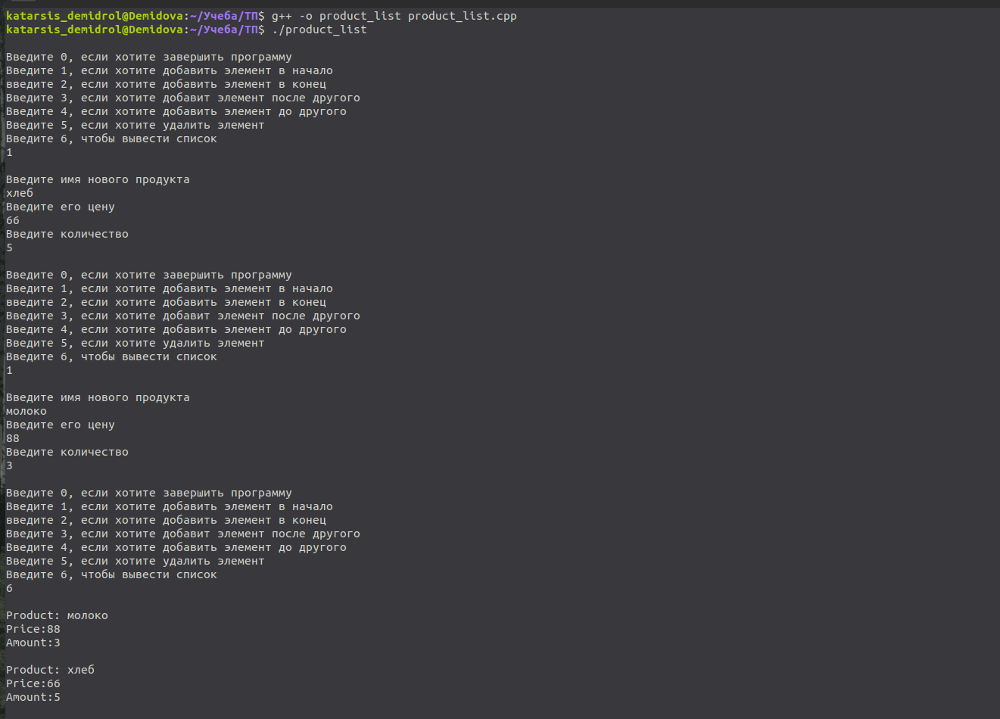 katarsis_demidrol@Demidova:~/Учеба/ТП$ g++ -o product_list product_list.cpp
katarsis_demidrol@Demidova:~/Учеба/ТП$ ./product_list
Введите 0, если хотите завершить программу
Введите 1, если хотите добавить элемент в начало
введите 2, если хотите добавить элемент в конец
Введите 3, если хотите добавит элемент после другого
Введите 4, если хотите добавить элемент до другого
Введите 5, если хотите удалить элемент
Введите 6, чтобы вывести список
1
Введите имя нового продукта
хлеб
Введите его цену
66
Введите количество
5
Введите 0, если хотите завершить программу
Введите 1, если хотите добавить элемент в начало
введите 2, если хотите добавить элемент в конец
Введите 3, если хотите добавит элемент после другого
Введите 4, если хотите добавить элемент до другого
Введите 5, если хотите удалить элемент
Введите 6, чтобы вывести список
1
Введите имя нового продукта
молоко
Введите его цену
88
Введите количество
3
Введите 0, если хотите завершить программу
Введите 1, если хотите добавить элемент в начало
введите 2, если хотите добавить элемент в конец
Введите 3, если хотите добавит элемент после другого
Введите 4, если хотите добавить элемент до другого
Введите 5, если хотите удалить элемент
Введите 6, чтобы вывести список
6
Product: молоко
Price:88
Amount:3
Product: хлеб
Price:66
Amount:5